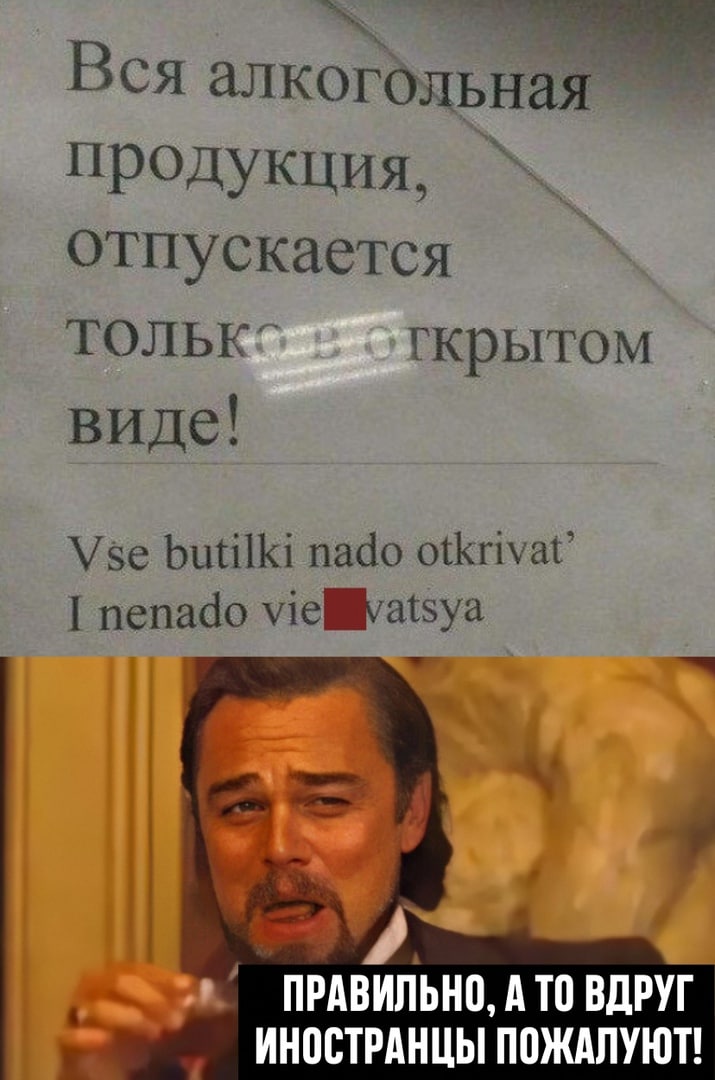 Вся алкогольная
продукция,
отпускается
только в открытом
виде!
Vse butilki nado otkrivat’
I nenado
ПРАВИЛЬНО, А ТО ВДРУГ
ИНОСТРАНЦЫ ПОЖАЛУЮТ!